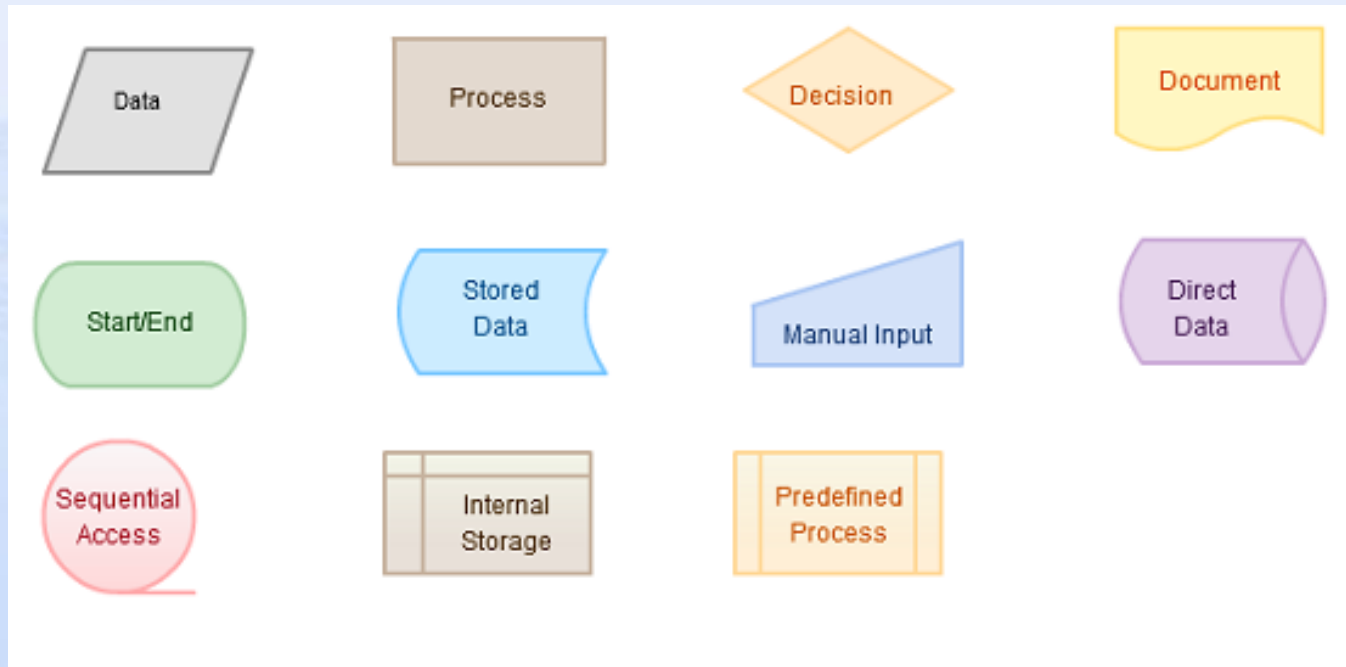 Data
Process
Decision
Document
Start/End
Stored
Data
Manual Input
Direct
Data
Sequential
Access
Internal
Storage
Predefined
Process